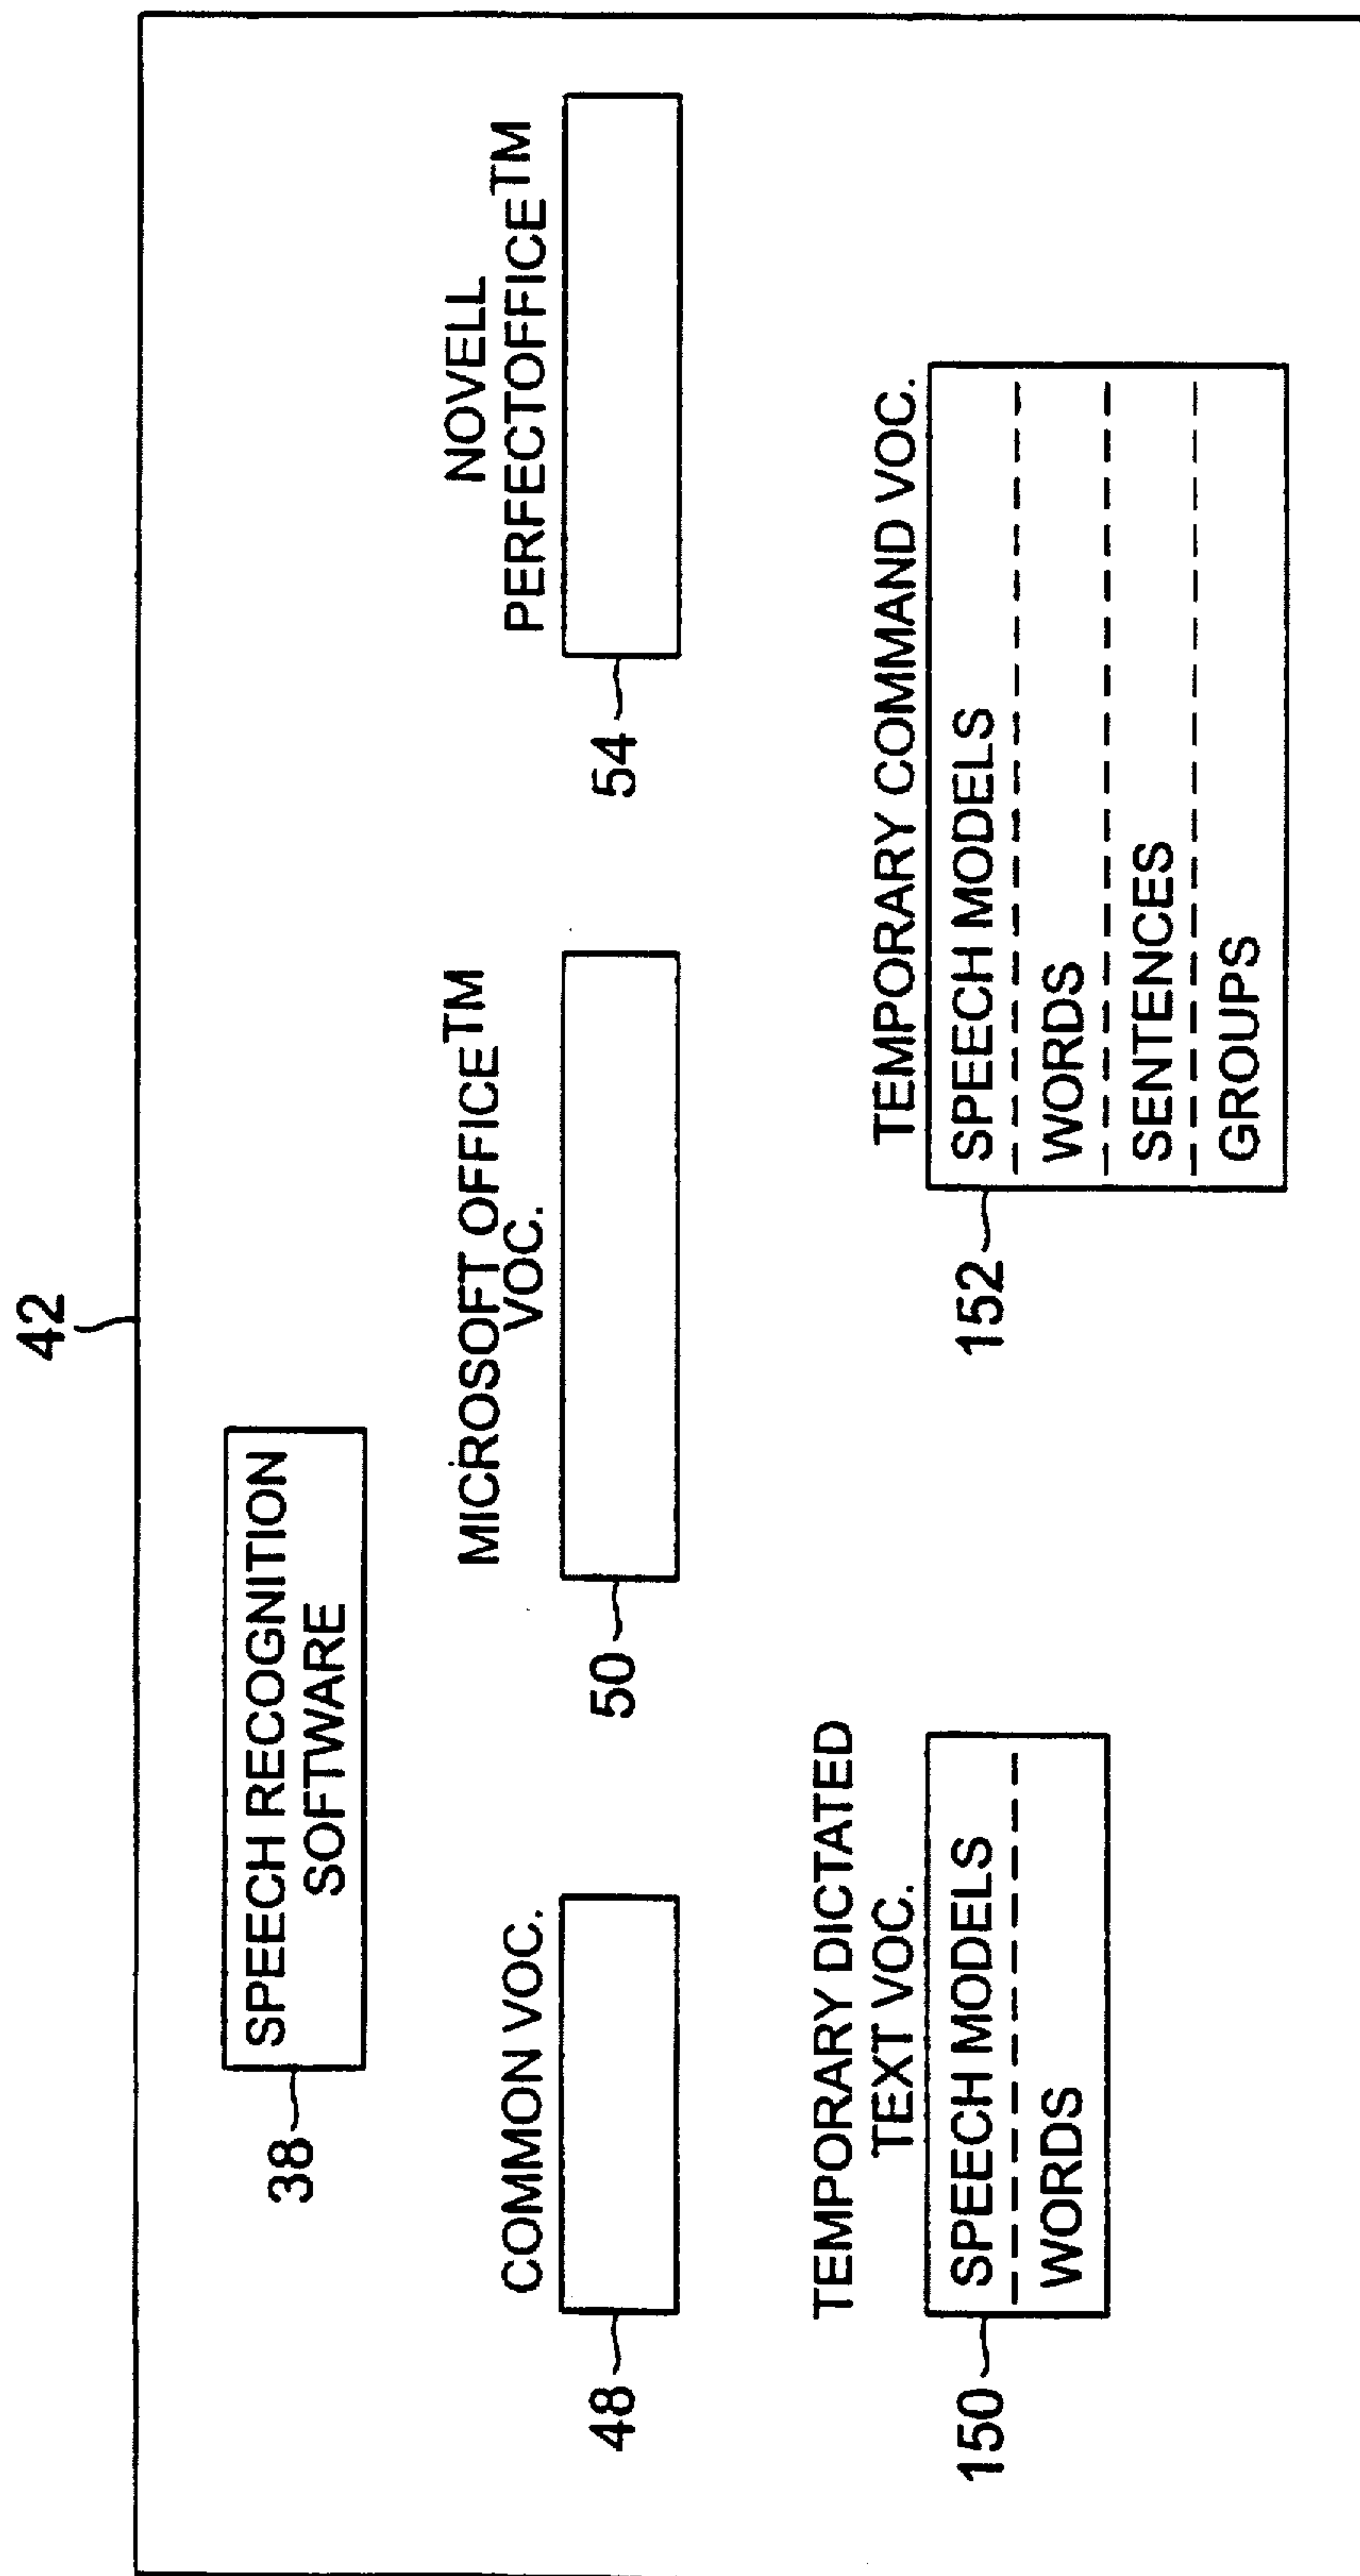 42
SPEECH RECOGNITION
SOFTWARE
38
COMMON VOC.
48
MICROSOFT OFFICE™
VOC.
50
NOVELL
PERFECTOFFICE™
54
TEMPORARY DICTATED
TEXT VOC.
SPEECH MODELS
WORDS
150
TEMPORARY COMMAND VOC.
SPEECH MODELS
WORDS
SENTENCES
GROUPS
152